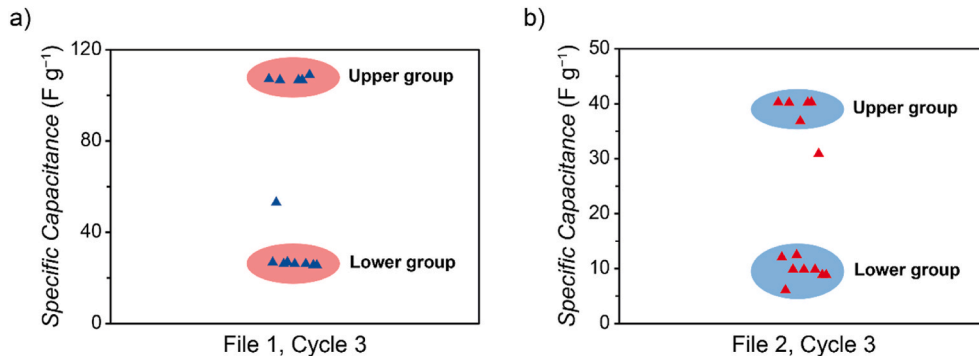 a)
Specific Capacitance (F g⁻¹)
120
80
40
0
Upper group
Lower group
File 1, Cycle 3
b)
Specific Capacitance (F g⁻¹)
50
40
30
20
10
0
Upper group
Lower group
File 2, Cycle 3